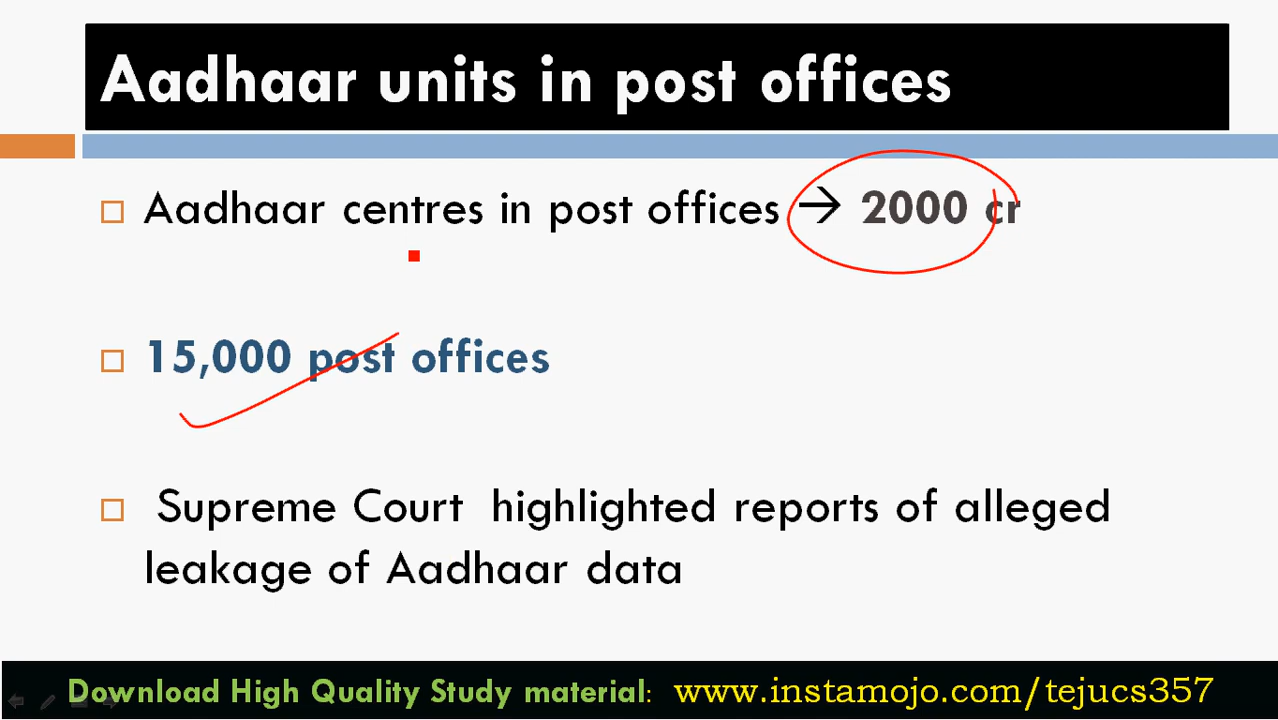 Aadhaar units in post offices
Aadhaar centres in post offices → 2000 cr
15,000 post offices
Supreme Court highlighted reports of alleged
leakage of Aadhaar data
Download High Quality Study material: www.instamojo.com/tejucs357